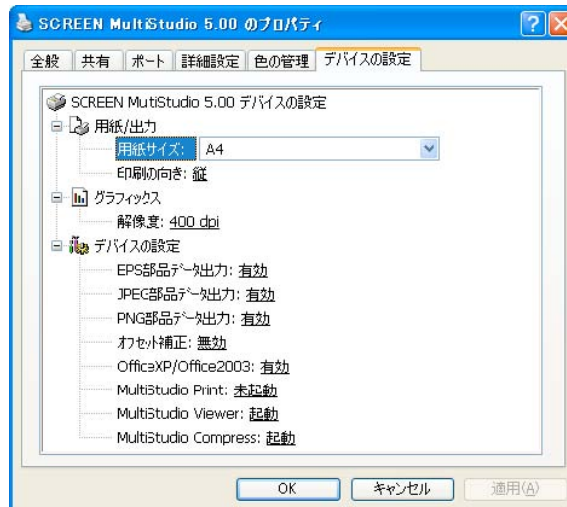 SCREEN MultiStudio 5.00 のプロパティ
全般 共有 ポート 詳細設定 色の管理 デバイスの設定
SCREEN MutiStudio 5.00 デバイスの設定
用紙/出力
用紙サイズ: A4
印刷の向き: 縦
グラフィックス
解像度: 400 dpi
デバイスの設定
EPS部品データ出力: 有効
JPEG部品データ出力: 有効
PNG部品データ出力: 有効
オフセット補正: 無効
OfficeXP/Office2003: 有効
MultiStudio Print: 未起動
MultiStudio Viewer: 起動
MultiStudio Compress: 起動
OK キャンセル 適用(A)